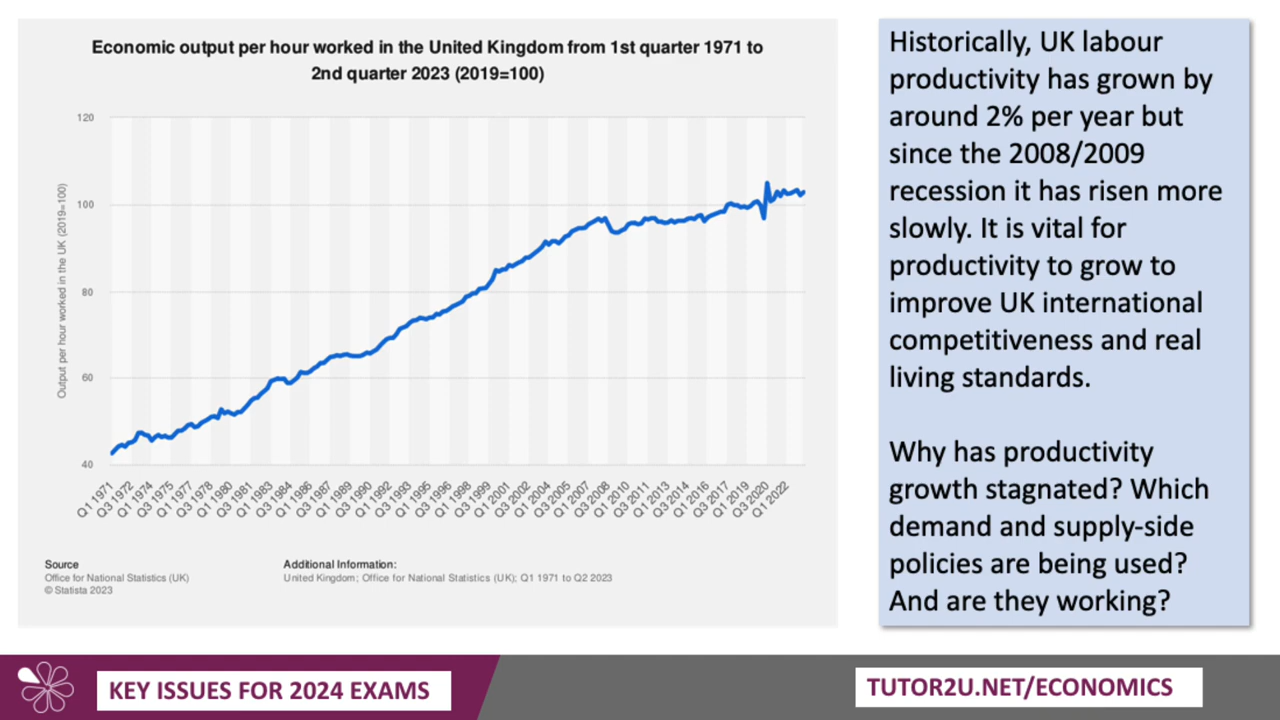 Economic output per hour worked in the United Kingdom from 1st quarter 1971 to
2nd quarter 2023 (2019=100)
Output per hour worked in the UK (2019=100)
120
100
80
60
40
Q1 1971
Q3 1972
Q1 1974
Q3 1975
Q1 1977
Q3 1978
Q1 1980
Q3 1981
Q1 1983
Q3 1984
Q1 1986
Q3 1987
Q1 1989
Q3 1990
Q1 1992
Q3 1993
Q1 1995
Q3 1996
Q1 1998
Q3 1999
Q1 2001
Q3 2002
Q1 2004
Q3 2005
Q1 2007
Q3 2008
Q1 2010
Q3 2011
Q1 2013
Q3 2014
Q1 2016
Q3 2017
Q1 2019
Q3 2020
Q1 2022
Source
Office for National Statistics (UK)
© Statista 2023
Additional Information:
United Kingdom; Office for National Statistics (UK); Q1 1971 to Q2 2023
Historically, UK labour
productivity has grown by
around 2% per year but
since the 2008/2009
recession it has risen more
slowly. It is vital for
productivity to grow to
improve UK international
competitiveness and real
living standards.
Why has productivity
growth stagnated? Which
demand and supply-side
policies are being used?
And are they working?
KEY ISSUES FOR 2024 EXAMS
TUTOR2U.NET/ECONOMICS